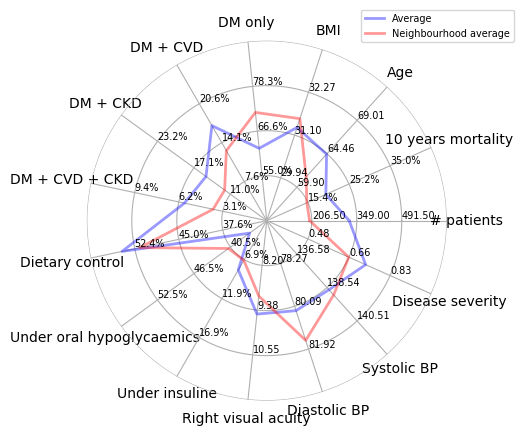 Average
Neighbourhood average
DM only
BMI
DM + CVD
Age
DM + CKD
10 years mortality
DM + CVD + CKD
# patients
Dietary control
Disease severity
Under oral hypoglycaemics
Systolic BP
Under insuline
Diastolic BP
Right visual acuity
78.3%
66.6%
55.0%
32.27
31.10
29.94
69.01
64.46
59.90
35.0%
25.2%
15.4%
206.50
349.00
491.50
0.48
0.66
0.83
136.58
138.54
140.51
78.27
80.09
81.92
8.20
9.38
10.55
6.9%
11.9%
16.9%
40.5%
46.5%
52.5%
37.6%
45.0%
52.4%
3.1%
6.2%
9.4%
11.0%
17.1%
23.2%
7.6%
14.1%
20.6%